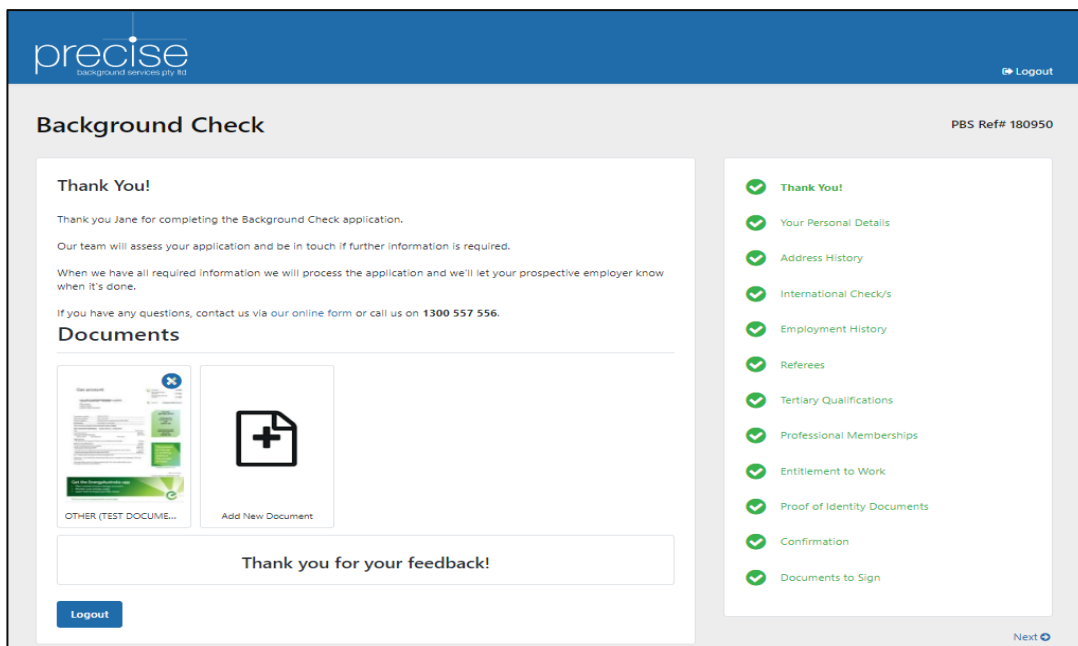 precise
background services pty ltd
Logout
Background Check
PBS Ref# 180950
Thank You!
Thank you Jane for completing the Background Check application.
Our team will assess your application and be in touch if further information is required.
When we have all required information we will process the application and we'll let your prospective employer know
when it's done.
If you have any questions, contact us via our online form or call us on 1300 557 556.
Documents
Get the EnergyAustralia app
OTHER (TEST DOCUME...
Add New Document
Thank you for your feedback!
Logout
Thank You!
Your Personal Details
Address History
International Check/s
Employment History
Referees
Tertiary Qualifications
Professional Memberships
Entitlement to Work
Proof of Identity Documents
Confirmation
Documents to Sign
Next